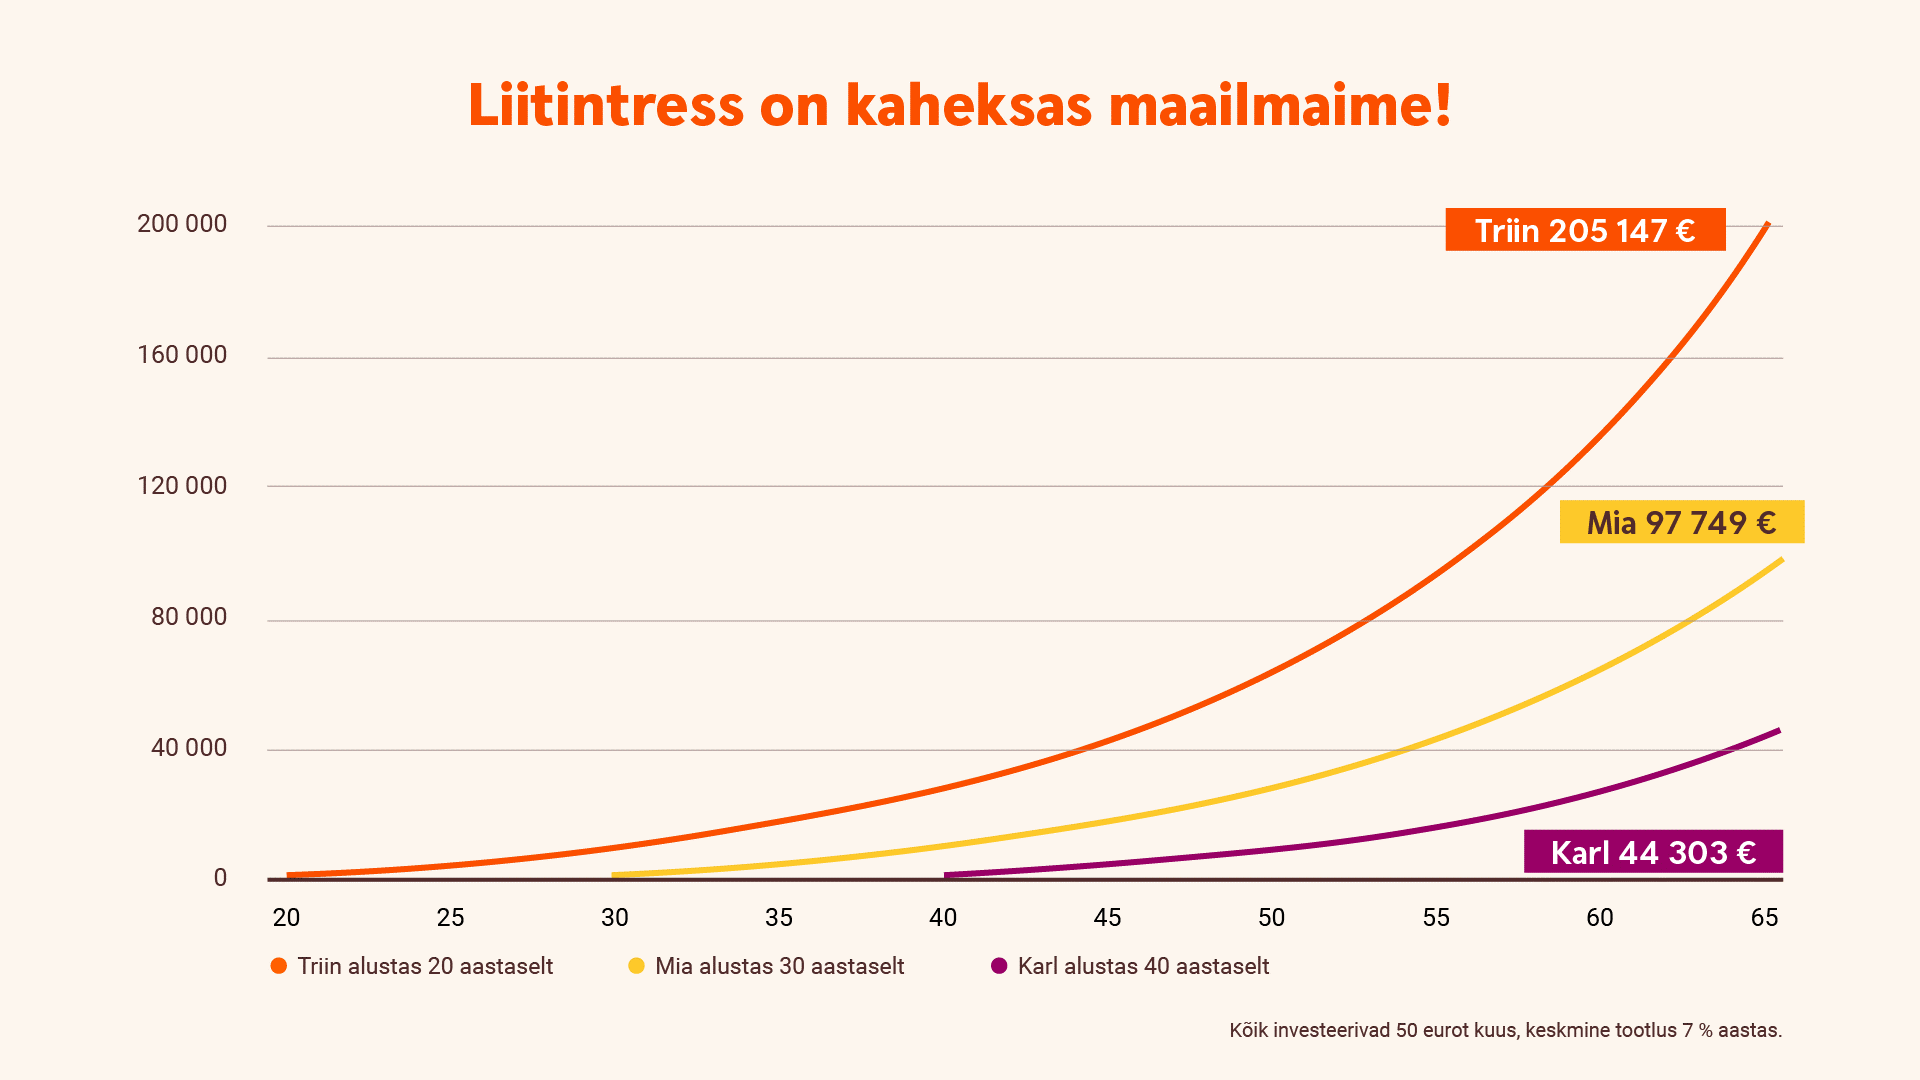 Liitintress on kaheksas maailmaime!
200 000
160 000
120 000
80 000
40 000
0
Triin 205 147 €
Mia 97 749 €
Karl 44 303 €
20 25 30 35 40 45 50 55 60 65
Triin alustas 20 aastaselt Mia alustas 30 aastaselt Karl alustas 40 aastaselt
Kõik investeerivad 50 eurot kuus, keskmine tootlus 7 % aastas.